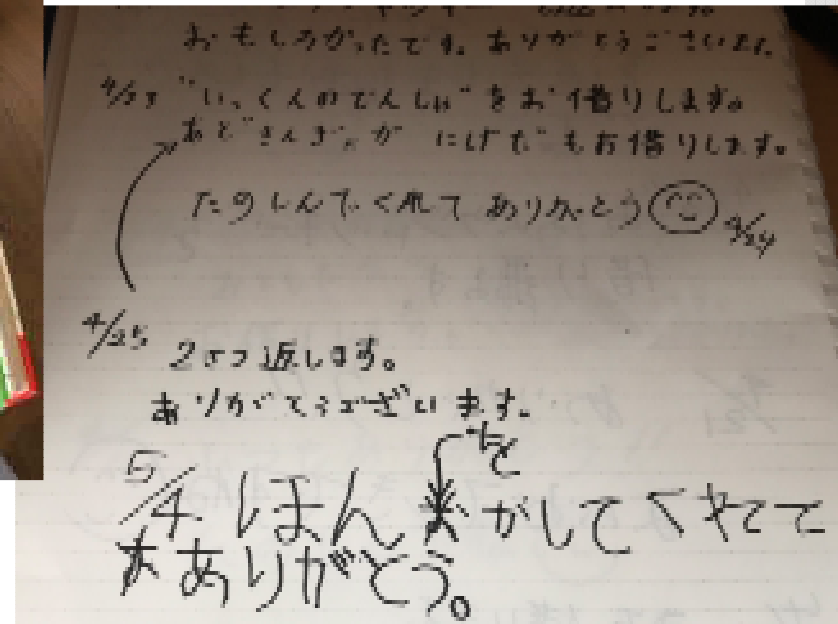 おもしろかったです。ありがとうございます。
4/23 "いっくんのでんしゃ"をお借りします。
あと"さんぎょがにげた"もお借りします。
たのしんでくれてありがとう 4/24
4/25 2さつ返します。
ありがとうございます。
を
5/4 ほん がしてくれてて
ありがとう。